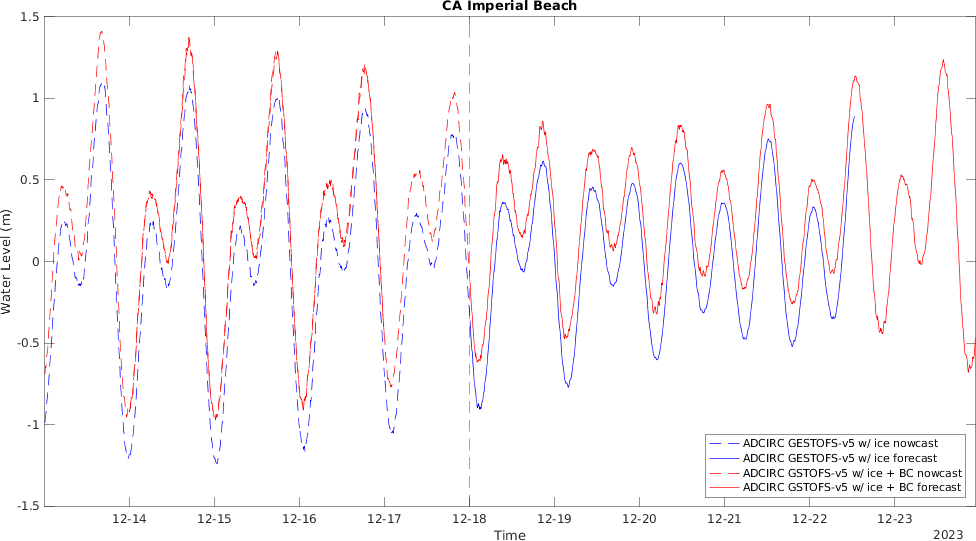 CA Imperial Beach
1.5
1
0.5
0
-0.5
-1
-1.5
Water Level (m)
12-14 12-15 12-16 12-17 12-18 12-19 12-20 12-21 12-22 12-23
Time
2023
ADCIRC GESTOFS-v5 w/ ice nowcast
ADCIRC GESTOFS-v5 w/ ice forecast
ADCIRC GSTOFS-v5 w/ ice + BC nowcast
ADCIRC GSTOFS-v5 w/ ice + BC forecast